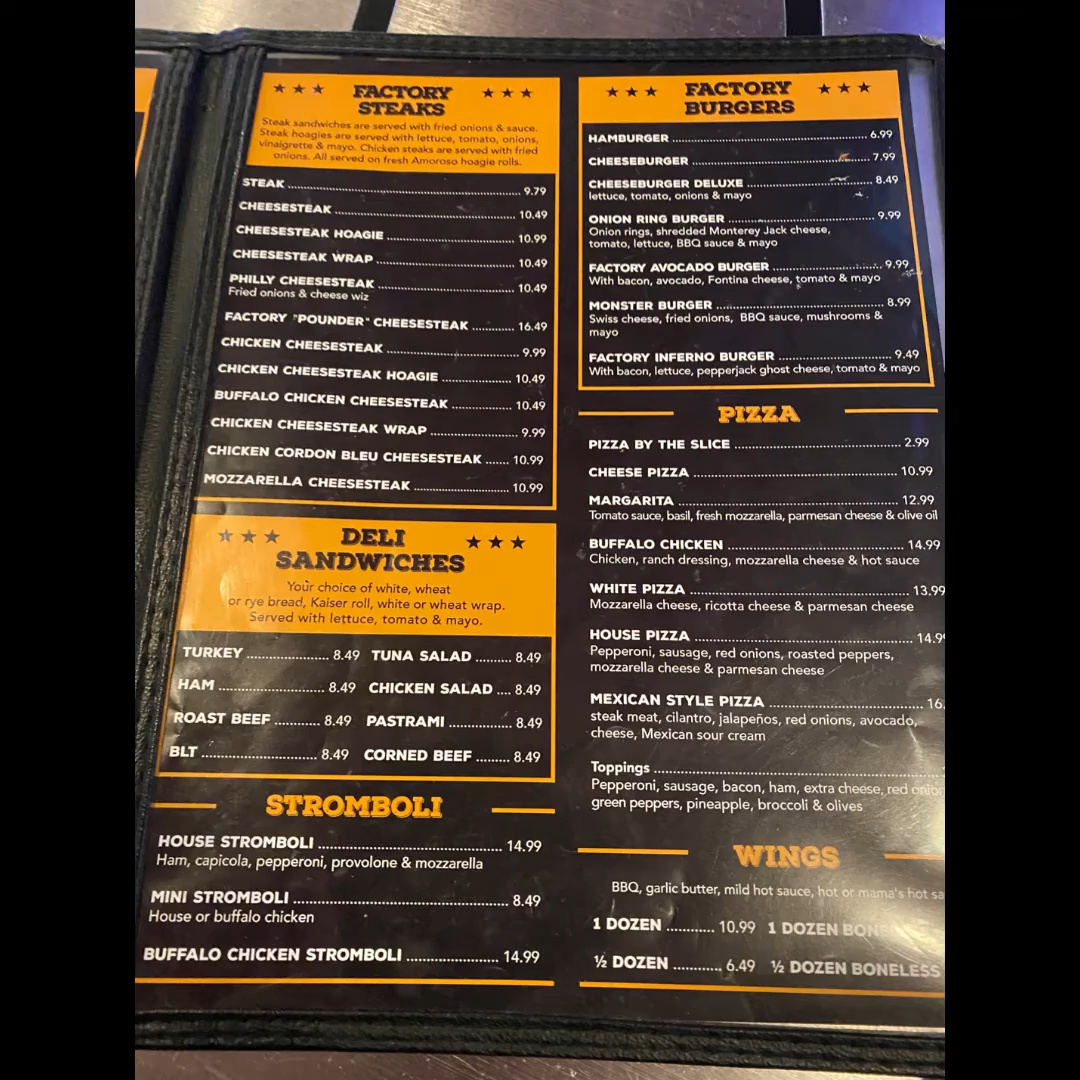 FACTORY
STEAKS
Steak sandwiches are served with fried onions & sauce.
Steak hoagies are served with lettuce, tomato, onions,
vinaigrette & mayo. Chicken steaks are served with fried
onions. All served on fresh Amoroso hoagie rolls.
STEAK 9.79
CHEESESTEAK 10.49
CHEESESTEAK HOAGIE 10.99
CHEESESTEAK WRAP 10.49
PHILLY CHEESESTEAK 10.49
Fried onions & cheese wiz
FACTORY "POUNDER" CHEESESTEAK 16.49
CHICKEN CHEESESTEAK 9.99
CHICKEN CHEESESTEAK HOAGIE 10.49
BUFFALO CHICKEN CHEESESTEAK 10.49
CHICKEN CHEESESTEAK WRAP 9.99
CHICKEN CORDON BLEU CHEESESTEAK 10.99
MOZZARELLA CHEESESTEAK 10.99
DELI
SANDWICHES
Your choice of white, wheat
or rye bread, Kaiser roll, white or wheat wrap.
Served with lettuce, tomato & mayo.
TURKEY 8.49 TUNA SALAD 8.49
HAM 8.49 CHICKEN SALAD 8.49
ROAST BEEF 8.49 PASTRAMI 8.49
BLT 8.49 CORNED BEEF 8.49
STROMBOLI
HOUSE STROMBOLI 14.99
Ham, capicola, pepperoni, provolone & mozzarella
MINI STROMBOLI 8.49
House or buffalo chicken
BUFFALO CHICKEN STROMBOLI 14.99
FACTORY
BURGERS
HAMBURGER 6.99
CHEESEBURGER 7.99
CHEESEBURGER DELUXE 8.49
lettuce, tomato, onions & mayo
ONION RING BURGER 9.99
Onion rings, shredded Monterey Jack cheese,
tomato, lettuce, BBQ sauce & mayo
FACTORY AVOCADO BURGER 9.99
With bacon, avocado, Fontina cheese, tomato & mayo
MONSTER BURGER 8.99
Swiss cheese, fried onions, BBQ sauce, mushrooms &
mayo
FACTORY INFERNO BURGER 9.49
With bacon, lettuce, pepperjack ghost cheese, tomato & mayo
PIZZA
PIZZA BY THE SLICE 2.99
CHEESE PIZZA 10.99
MARGARITA 12.99
Tomato sauce, basil, fresh mozzarella, parmesan cheese & olive oil
BUFFALO CHICKEN 14.99
Chicken, ranch dressing, mozzarella cheese & hot sauce
WHITE PIZZA 13.99
Mozzarella cheese, ricotta cheese & parmesan cheese
HOUSE PIZZA 14.9
Pepperoni, sausage, red onions, roasted peppers,
mozzarella cheese & parmesan cheese
MEXICAN STYLE PIZZA 16.
steak meat, cilantro, jalapeños, red onions, avocado,
cheese, Mexican sour cream
Toppings
Pepperoni, sausage, bacon, ham, extra cheese, red onio
green peppers, pineapple, broccoli & olives
WINGS
BBQ, garlic butter, mild hot sauce, hot or mama's hot sa
1 DOZEN 10.99 1 DOZEN BONE
½ DOZEN 6.49 ½ DOZEN BONELESS